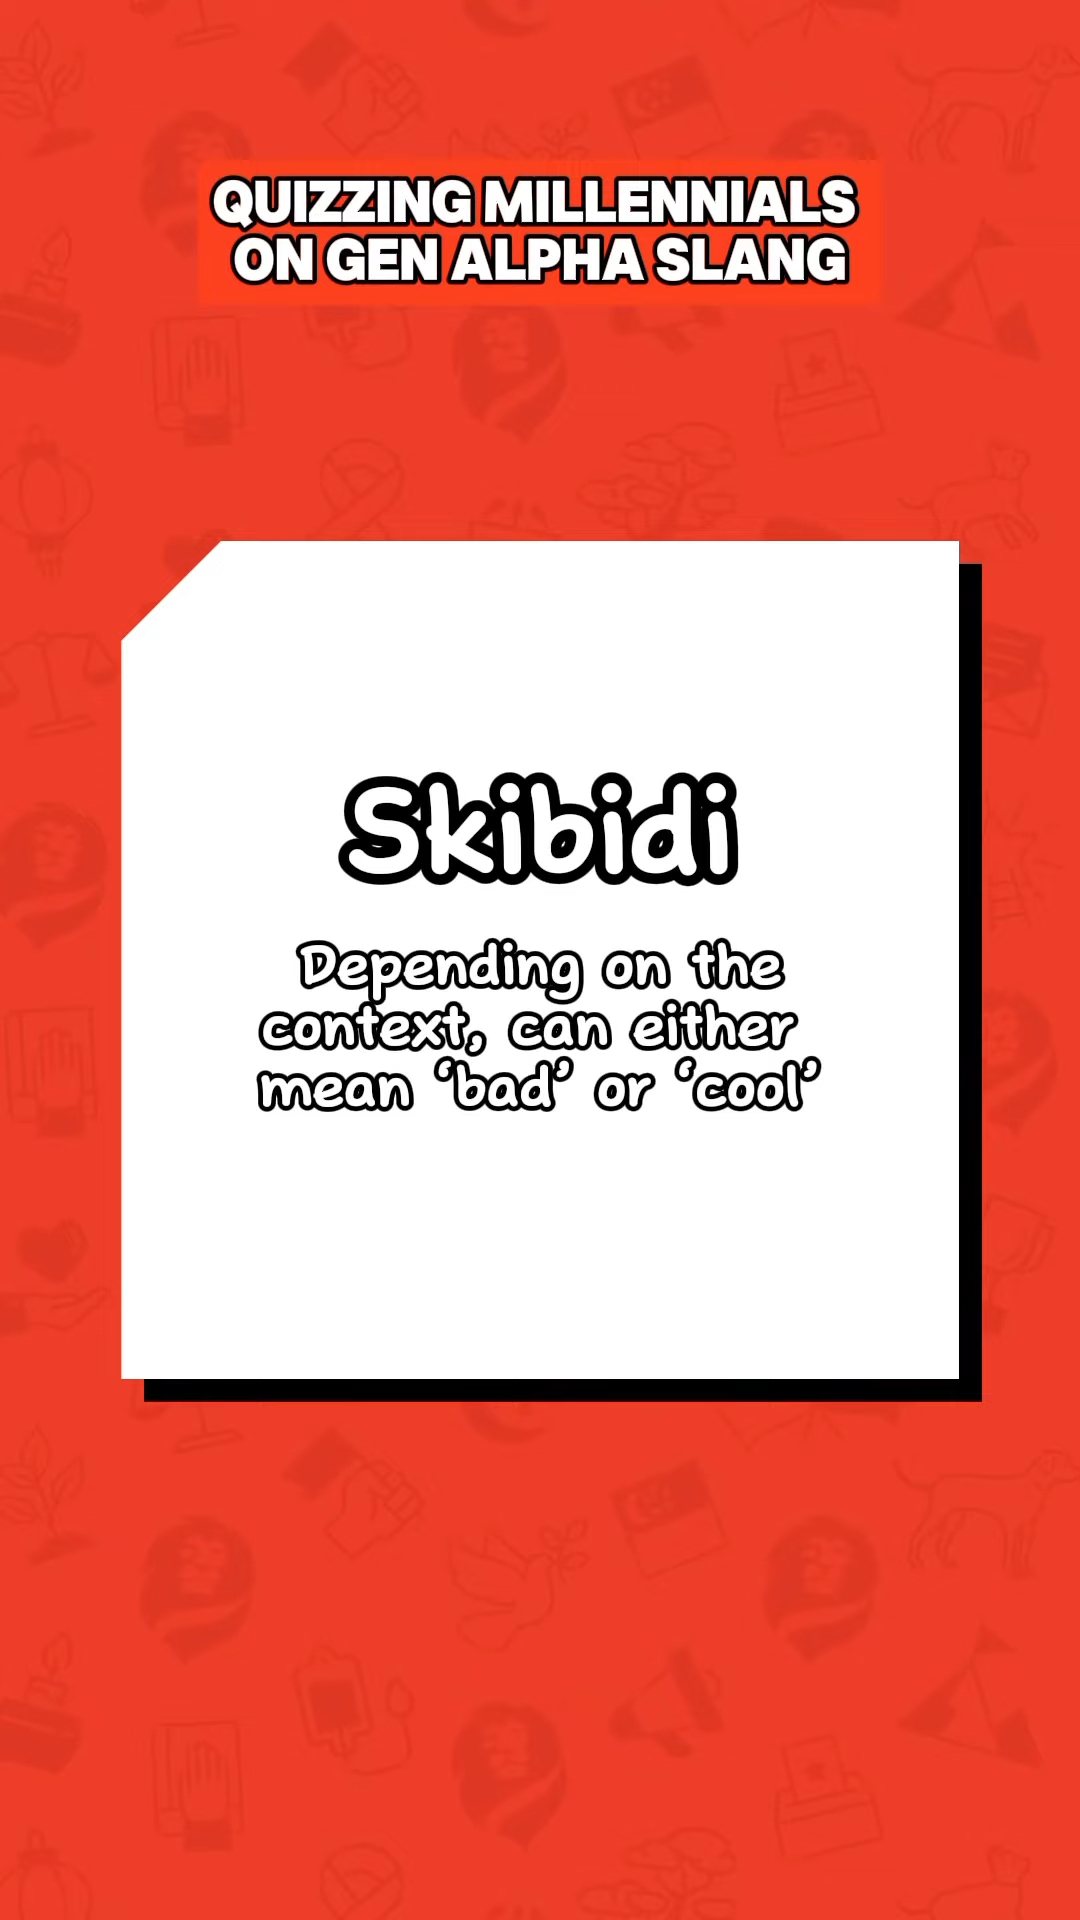 QUIZZING MILLENNIALS
ON GEN ALPHA SLANG
Skibidi
Depending on the
context, can either
mean ‘bad’ or ‘cool’